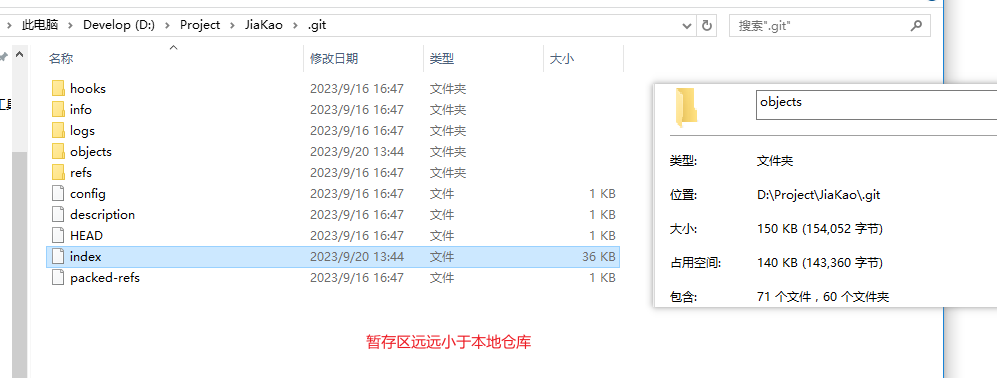 此电脑 > Develop (D:) > Project > JiaKao > .git
搜索".git"
名称 修改日期 类型 大小
hooks 2023/9/16 16:47 文件夹
info 2023/9/16 16:47 文件夹
logs 2023/9/16 16:47 文件夹
objects 2023/9/20 13:44 文件夹
refs 2023/9/16 16:47 文件夹
config 2023/9/16 16:47 文件 1 KB
description 2023/9/16 16:47 文件 1 KB
HEAD 2023/9/16 16:47 文件 1 KB
index 2023/9/20 13:44 文件 36 KB
packed-refs 2023/9/16 16:47 文件 1 KB
objects
类型: 文件夹
位置: D:\Project\JiaKao\.git
大小: 150 KB (154,052 字节)
占用空间: 140 KB (143,360 字节)
包含: 71 个文件，60 个文件夹
暂存区远远小于本地仓库